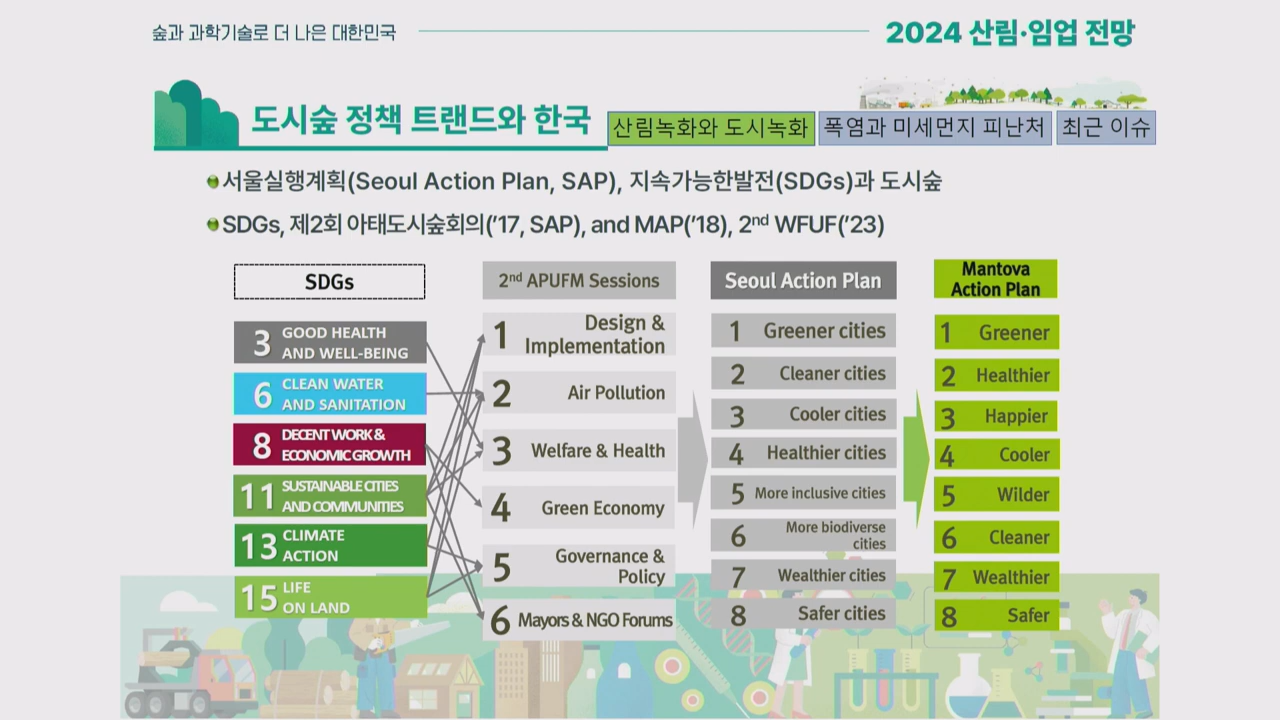 숲과 과학기술로 더 나은 대한민국
2024 산림·임업 전망
도시숲 정책 트랜드와 한국
산림녹화와 도시녹화
폭염과 미세먼지 피난처
최근 이슈
서울실행계획(Seoul Action Plan, SAP), 지속가능한발전(SDGs)과 도시숲
SDGs, 제2회 아태도시숲회의('17, SAP), and MAP('18), 2nd WFUF('23)
SDGs
3 GOOD HEALTH
AND WELL-BEING
6 CLEAN WATER
AND SANITATION
8 DECENT WORK &
ECONOMIC GROWTH
11 SUSTAINABLE CITIES
AND COMMUNITIES
13 CLIMATE
ACTION
15 LIFE
ON LAND
2nd APUFM Sessions
1 Design &
Implementation
2 Air Pollution
3 Welfare & Health
4 Green Economy
5 Governance &
Policy
6 Mayors & NGO Forums
Seoul Action Plan
1 Greener cities
2 Cleaner cities
3 Cooler cities
4 Healthier cities
5 More inclusive cities
6 More biodiverse
cities
7 Wealthier cities
8 Safer cities
Mantova
Action Plan
1 Greener
2 Healthier
3 Happier
4 Cooler
5 Wilder
6 Cleaner
7 Wealthier
8 Safer